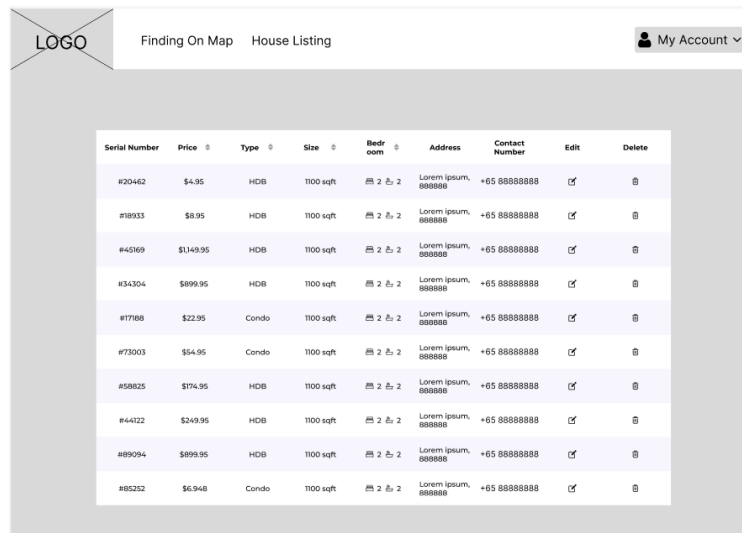 LOGO
Finding On Map House Listing
My Account
Serial Number Price Type Size Bedr Address Contact Edit Delete
oom Number
#20462 $4.95 HDB 1100 sqft 2 2 Lorem ipsum, +65 88888888
888888
#18933 $8.95 HDB 1100 sqft 2 2 Lorem ipsum, +65 88888888
888888
#45169 $1,149.95 HDB 1100 sqft 2 2 Lorem ipsum, +65 88888888
888888
#34304 $899.95 HDB 1100 sqft 2 2 Lorem ipsum, +65 88888888
888888
#17188 $22.95 Condo 1100 sqft 2 2 Lorem ipsum, +65 88888888
888888
#73003 $54.95 Condo 1100 sqft 2 2 Lorem ipsum, +65 88888888
888888
#58825 $174.95 HDB 1100 sqft 2 2 Lorem ipsum, +65 88888888
888888
#44122 $249.95 HDB 1100 sqft 2 2 Lorem ipsum, +65 88888888
888888
#89094 $899.95 HDB 1100 sqft 2 2 Lorem ipsum, +65 88888888
888888
#85252 $6.948 Condo 1100 sqft 2 2 Lorem ipsum, +65 88888888
888888